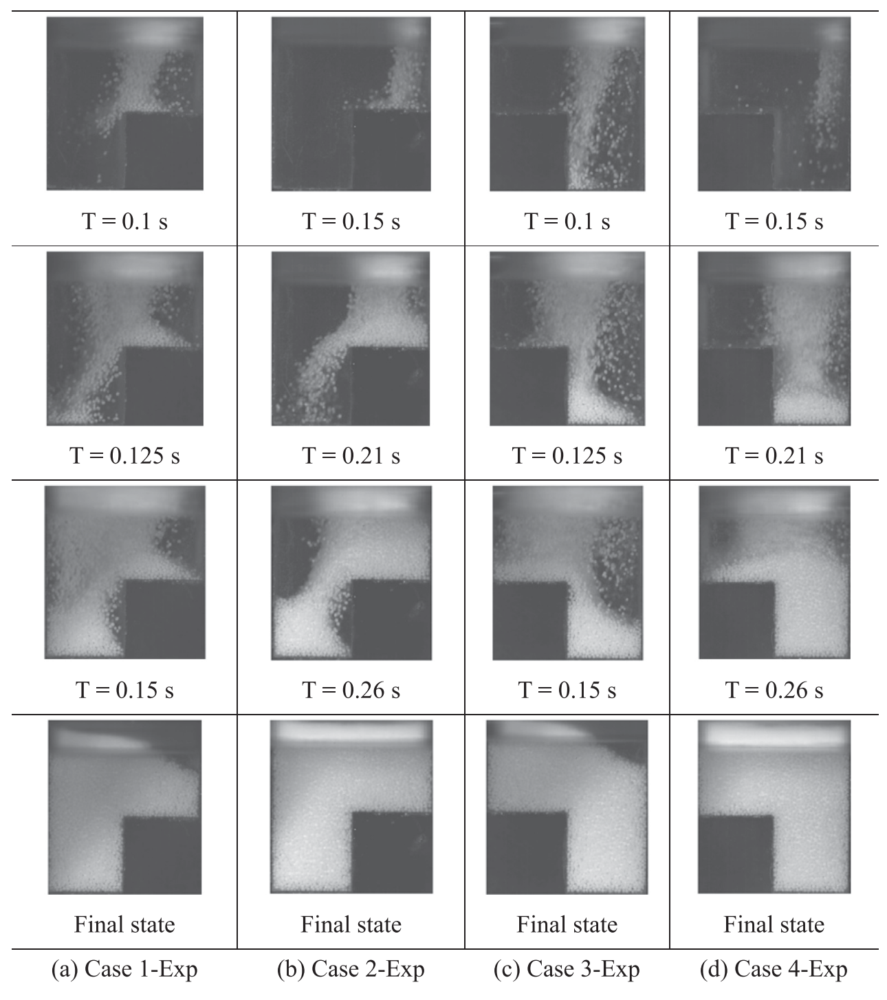 T = 0.1 s
T = 0.15 s
T = 0.1 s
T = 0.15 s
T = 0.125 s
T = 0.21 s
T = 0.125 s
T = 0.21 s
T = 0.15 s
T = 0.26 s
T = 0.15 s
T = 0.26 s
Final state
Final state
Final state
Final state
(a) Case 1-Exp
(b) Case 2-Exp
(c) Case 3-Exp
(d) Case 4-Exp